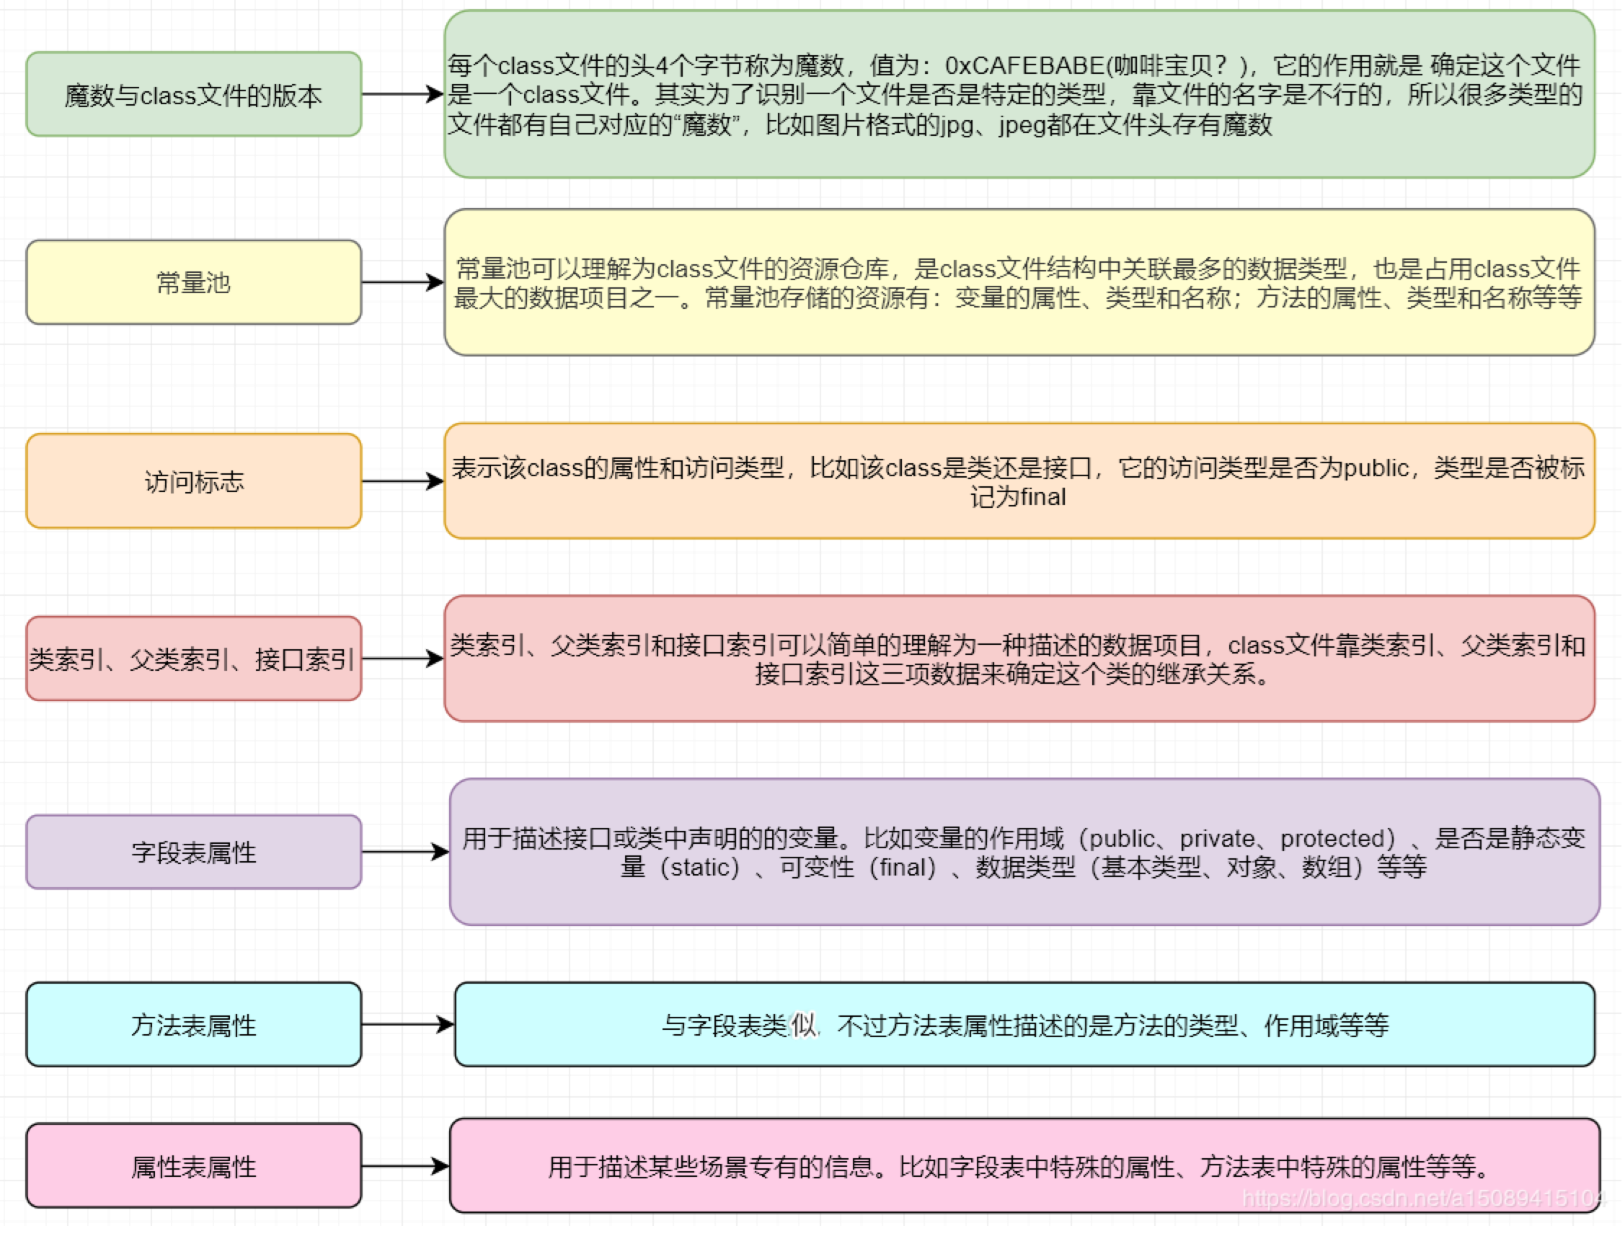 魔数与class文件的版本
每个class文件的头4个字节称为魔数，值为：0xCAFEBABE(咖啡宝贝？)，它的作用就是 确定这个文件
是一个class文件。其实为了识别一个文件是否是特定的类型，靠文件的名字是不行的，所以很多类型的
文件都有自己对应的“魔数”，比如图片格式的jpg、jpeg都在文件头存有魔数
常量池
常量池可以理解为class文件的资源仓库，是class文件结构中关联最多的数据类型，也是占用class文件
最大的数据项目之一。常量池存储的资源有：变量的属性、类型和名称；方法的属性、类型和名称等等
访问标志
表示该class的属性和访问类型，比如该class是类还是接口，它的访问类型是否为public，类型是否被标
记为final
类索引、父类索引、接口索引
类索引、父类索引和接口索引可以简单的理解为一种描述的数据项目，class文件靠类索引、父类索引和
接口索引这三项数据来确定这个类的继承关系。
字段表属性
用于描述接口或类中声明的的变量。比如变量的作用域（public、private、protected）、是否是静态变
量（static）、可变性（final）、数据类型（基本类型、对象、数组）等等
方法表属性
与字段表类似，不过方法表属性描述的是方法的类型、作用域等等
属性表属性
用于描述某些场景专有的信息。比如字段表中特殊的属性、方法表中特殊的属性等等。
https://blog.csdn.net/a15089415104